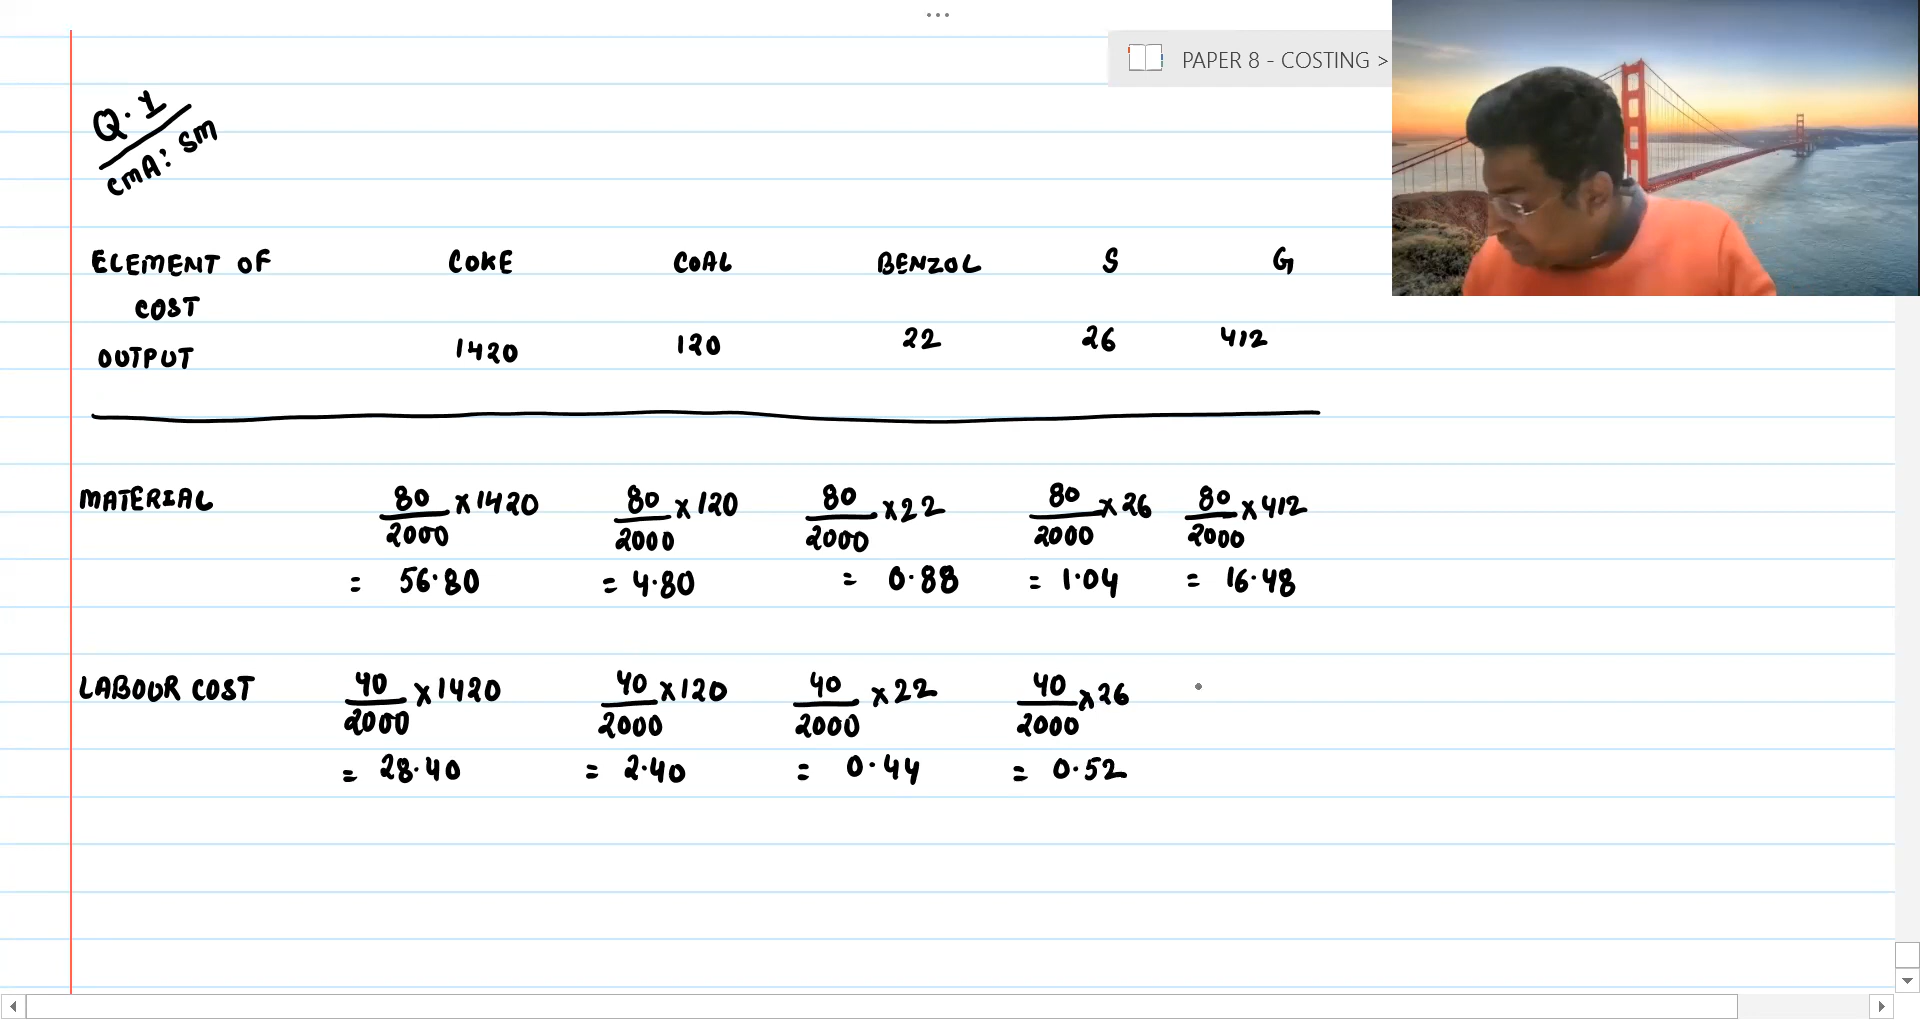 PAPER 8 - COSTING >
Q.1
CMA: SM
ELEMENT OF COKE COAL BENZOL S G
COST
OUTPUT 1420 120 22 26 412
MATERIAL 80/2000 x 1420 80/2000 x 120 80/2000 x 22 80/2000 x 26 80/2000 x 412
= 56.80 = 4.80 = 0.88 = 1.04 = 16.48
LABOUR COST 40/2000 x 1420 40/2000 x 120 40/2000 x 22 40/2000 x 26
= 28.40 = 2.40 = 0.44 = 0.52